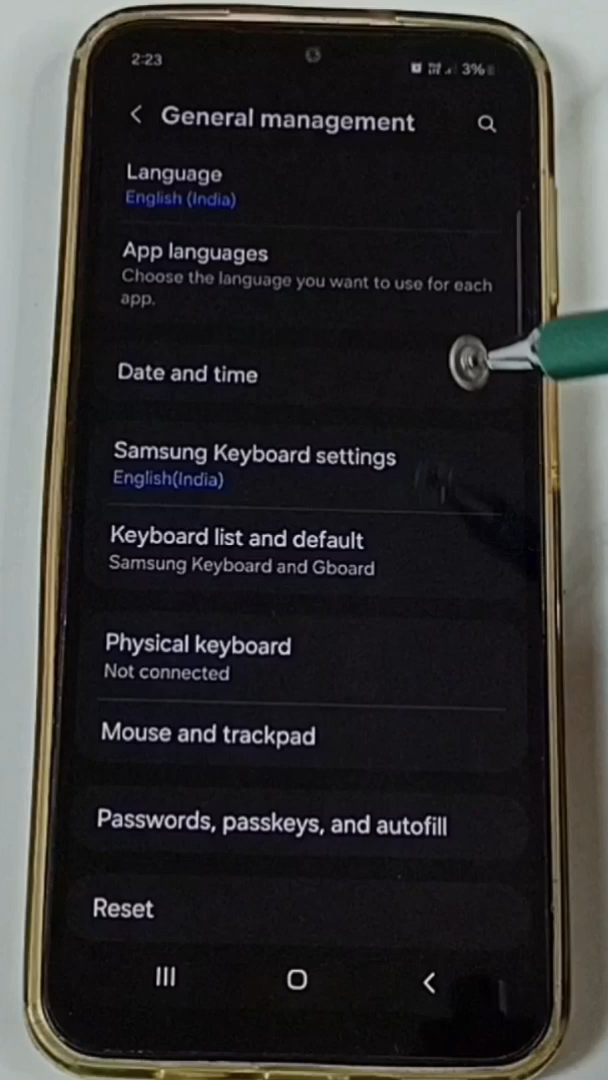 2:23
3%
General management
Language
English (India)
App languages
Choose the language you want to use for each
app.
Date and time
Samsung Keyboard settings
English(India)
Keyboard list and default
Samsung Keyboard and Gboard
Physical keyboard
Not connected
Mouse and trackpad
Passwords, passkeys, and autofill
Reset